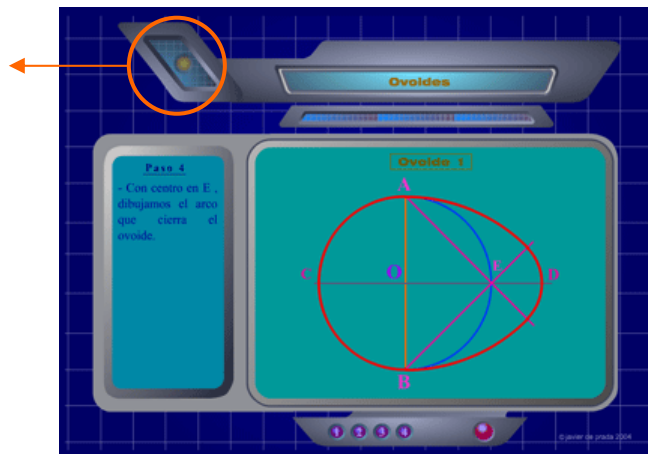 Ovoides
Paso 4
- Con centro en E ,
dibujamos el arco
que cierra el
ovoide.
Ovoide 1
A
C
O
E
D
B
1 2 3 4
© javier de prada 2004